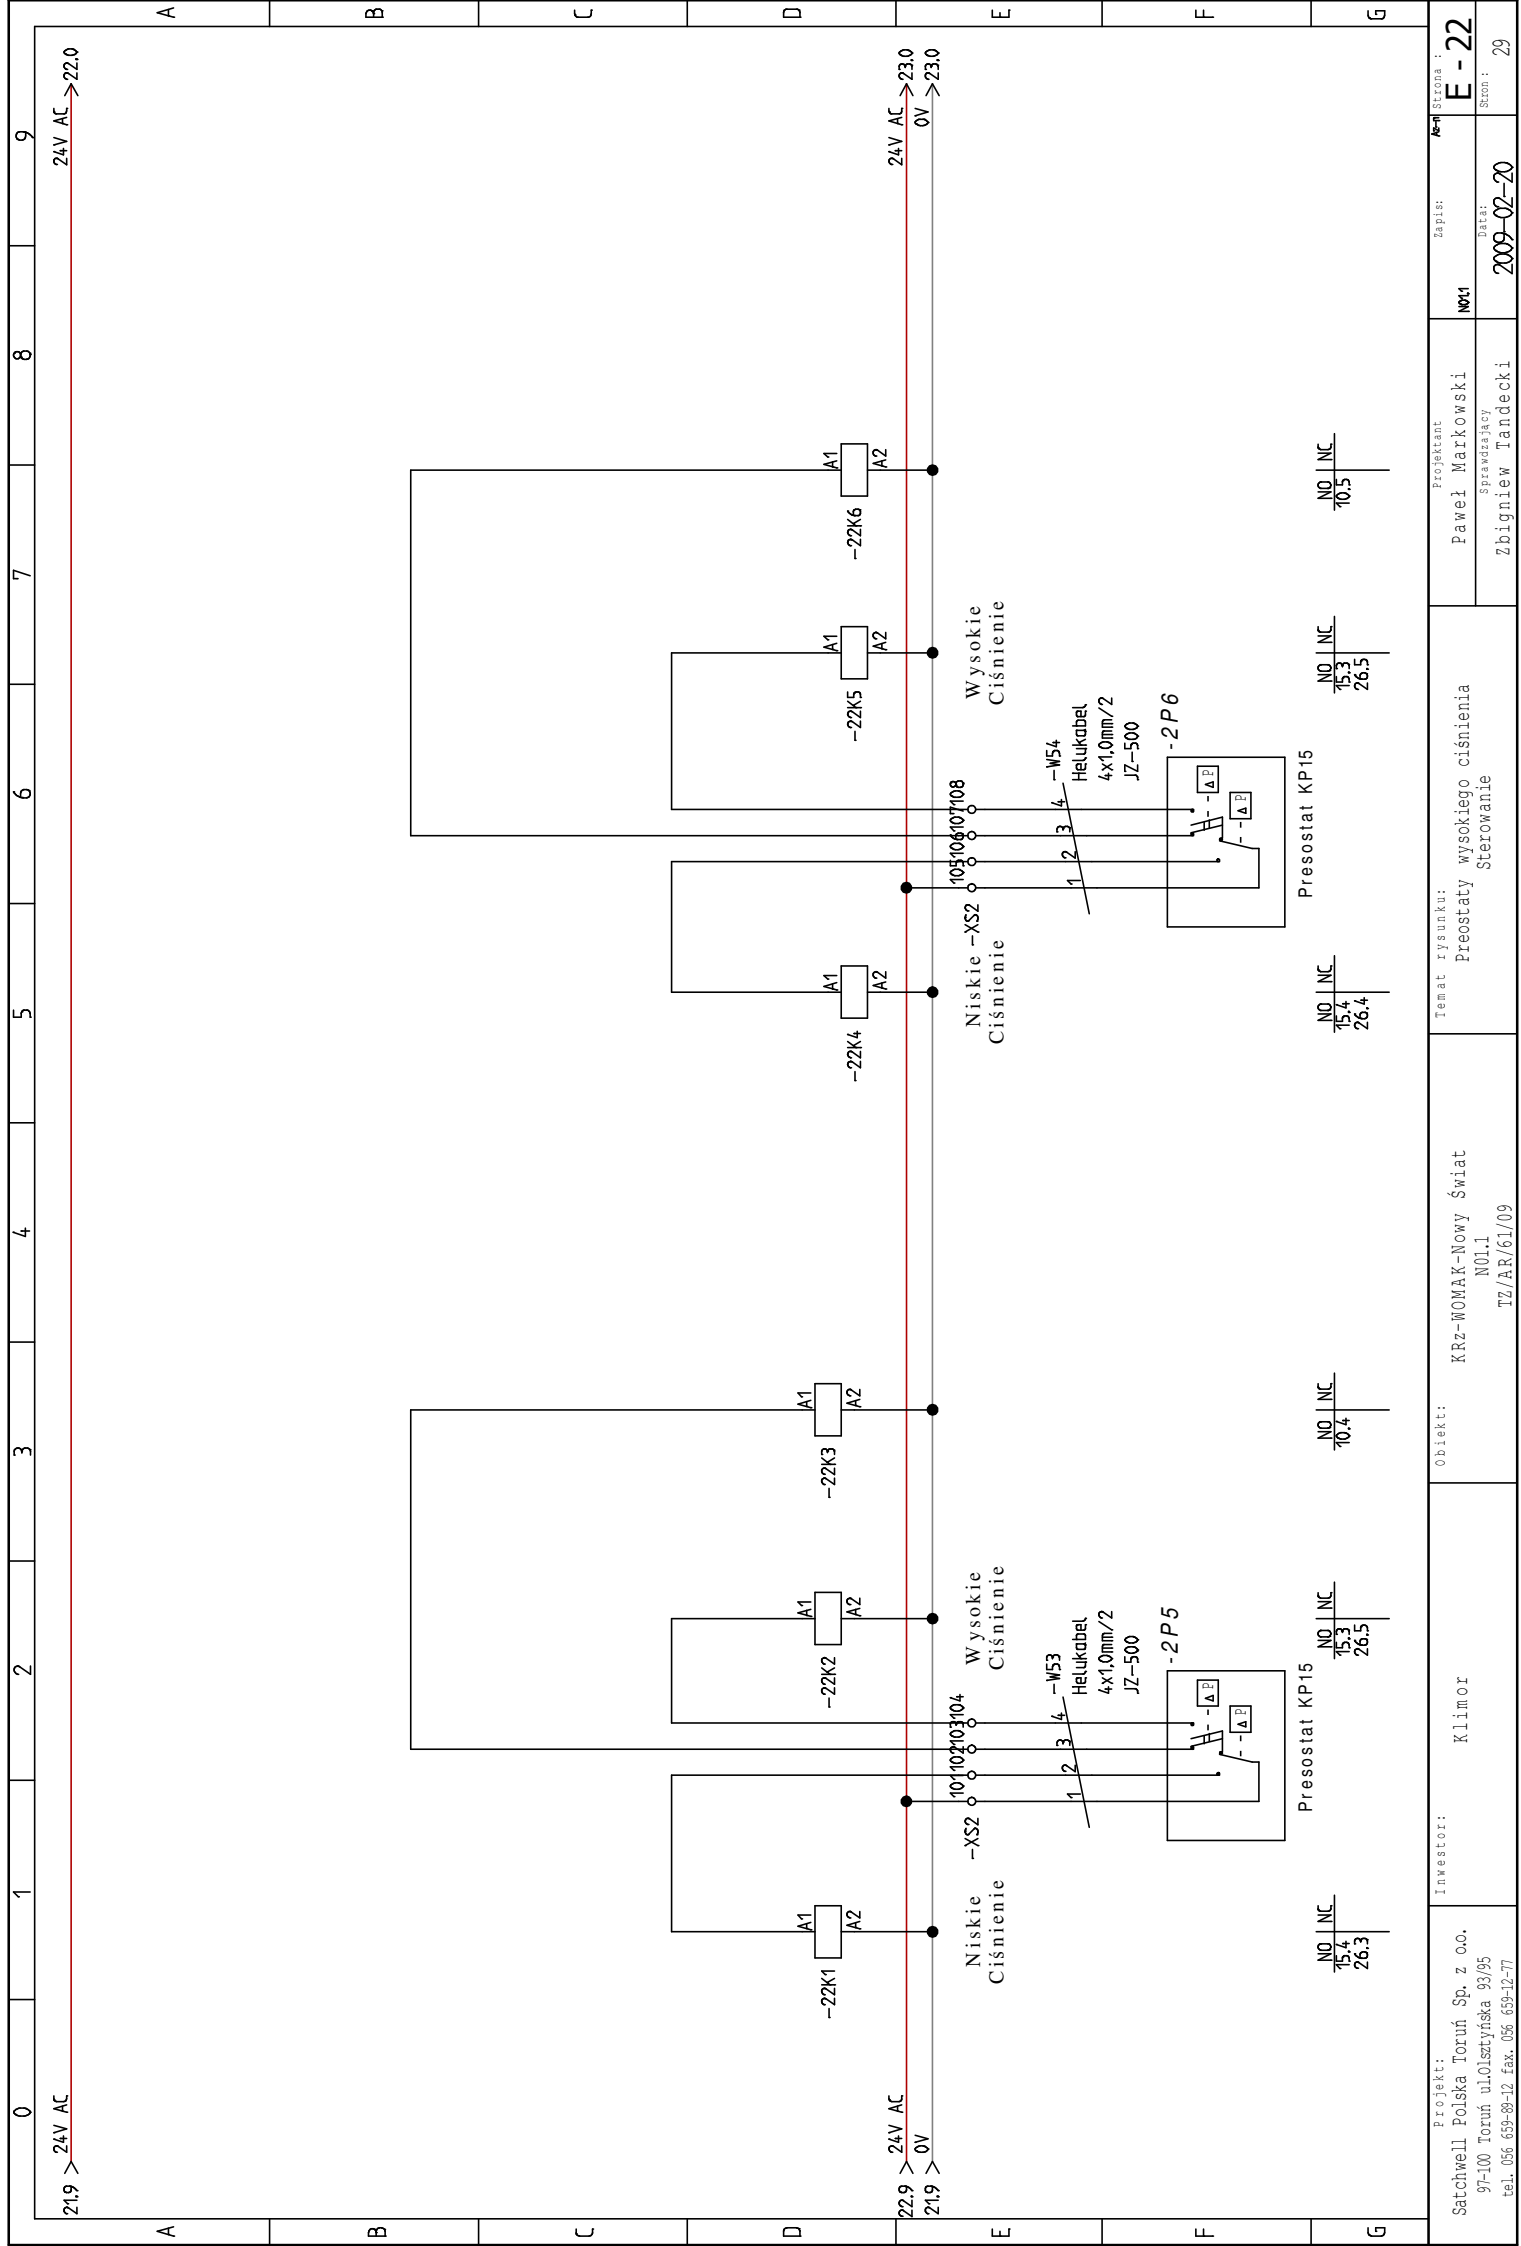 0 1 2 3 4 5 6 7 8 9
A
A
B
B
C
C
D
D
E
E
F
F
G
G
21.9 24V AC
24V AC 22.0
22.9 24V AC
24V AC 23.0
21.9 0V
0V 23.0
-22K1
A1
A2
-22K2
A1
A2
-22K3
A1
A2
-22K4
A1
A2
-22K5
A1
A2
-22K6
A1
A2
Niskie
Ciśnienie
-XS2
101 102 103 104
Wysokie
Ciśnienie
1 2 3 4
-W53
Helukabel
4x1,0mm/2
JZ-500
-2P5
Δ P
Δ P
Presostat KP15
Niskie
Ciśnienie
-XS2
105 106 107 108
Wysokie
Ciśnienie
1 2 3 4
-W54
Helukabel
4x1,0mm/2
JZ-500
-2P6
Δ P
Δ P
Presostat KP15
NO NC
15.4
26.3
NO NC
15.3
26.5
NO NC
10.4
NO NC
15.4
26.4
NO NC
15.3
26.5
NO NC
10.5
Projekt:
Satchwell Polska Toruń Sp. z o.o.
97-100 Toruń ul.Olsztyńska 93/95
tel. 056 659-89-12 fax. 056 659-12-77
Inwestor:
Klimor
Obiekt:
KRz-WOMAK-Nowy Świat
N01.1
TZ/AR/61/09
Temat rysunku:
Preostaty wysokiego ciśnienia
Sterowanie
Projektant
Paweł Markowski
Sprawdzający
Zbigniew Tandecki
Zapis:
N01.1
Data:
2009-02-20
Strona :
E - 22
Stron : 29